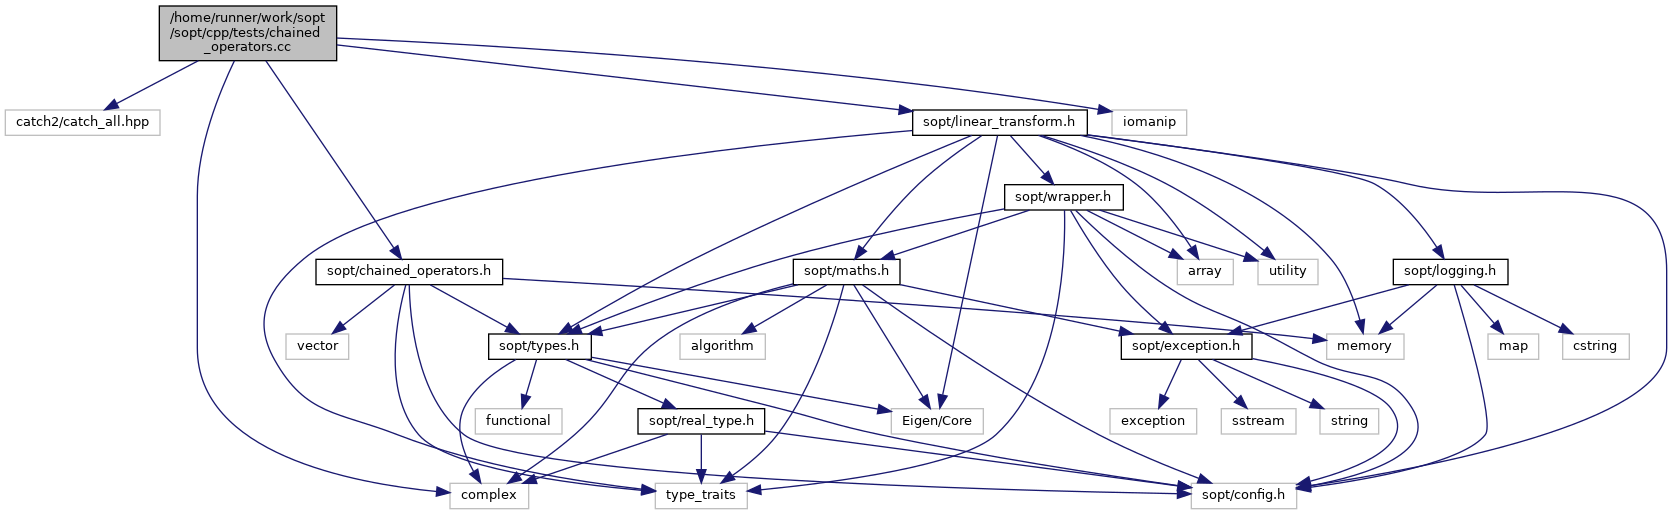 /home/runner/work/sopt
/sopt/cpp/tests/chained
_operators.cc
catch2/catch_all.hpp
sopt/linear_transform.h
iomanip
sopt/wrapper.h
sopt/chained_operators.h
sopt/maths.h
array
utility
sopt/logging.h
vector
sopt/types.h
algorithm
sopt/exception.h
memory
map
cstring
functional
sopt/real_type.h
Eigen/Core
exception
sstream
string
complex
type_traits
sopt/config.h